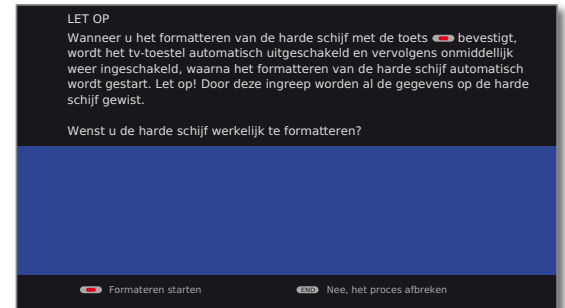 LET OP
Wanneer u het formatteren van de harde schijf met de toets bevestigt,
wordt het tv-toestel automatisch uitgeschakeld en vervolgens onmiddellijk
weer ingeschakeld, waarna het formatteren van de harde schijf automatisch
wordt gestart. Let op! Door deze ingreep worden al de gegevens op de harde
schijf gewist.
Wenst u de harde schijf werkelijk te formatteren?
Formateren starten
END Nee, het proces afbreken